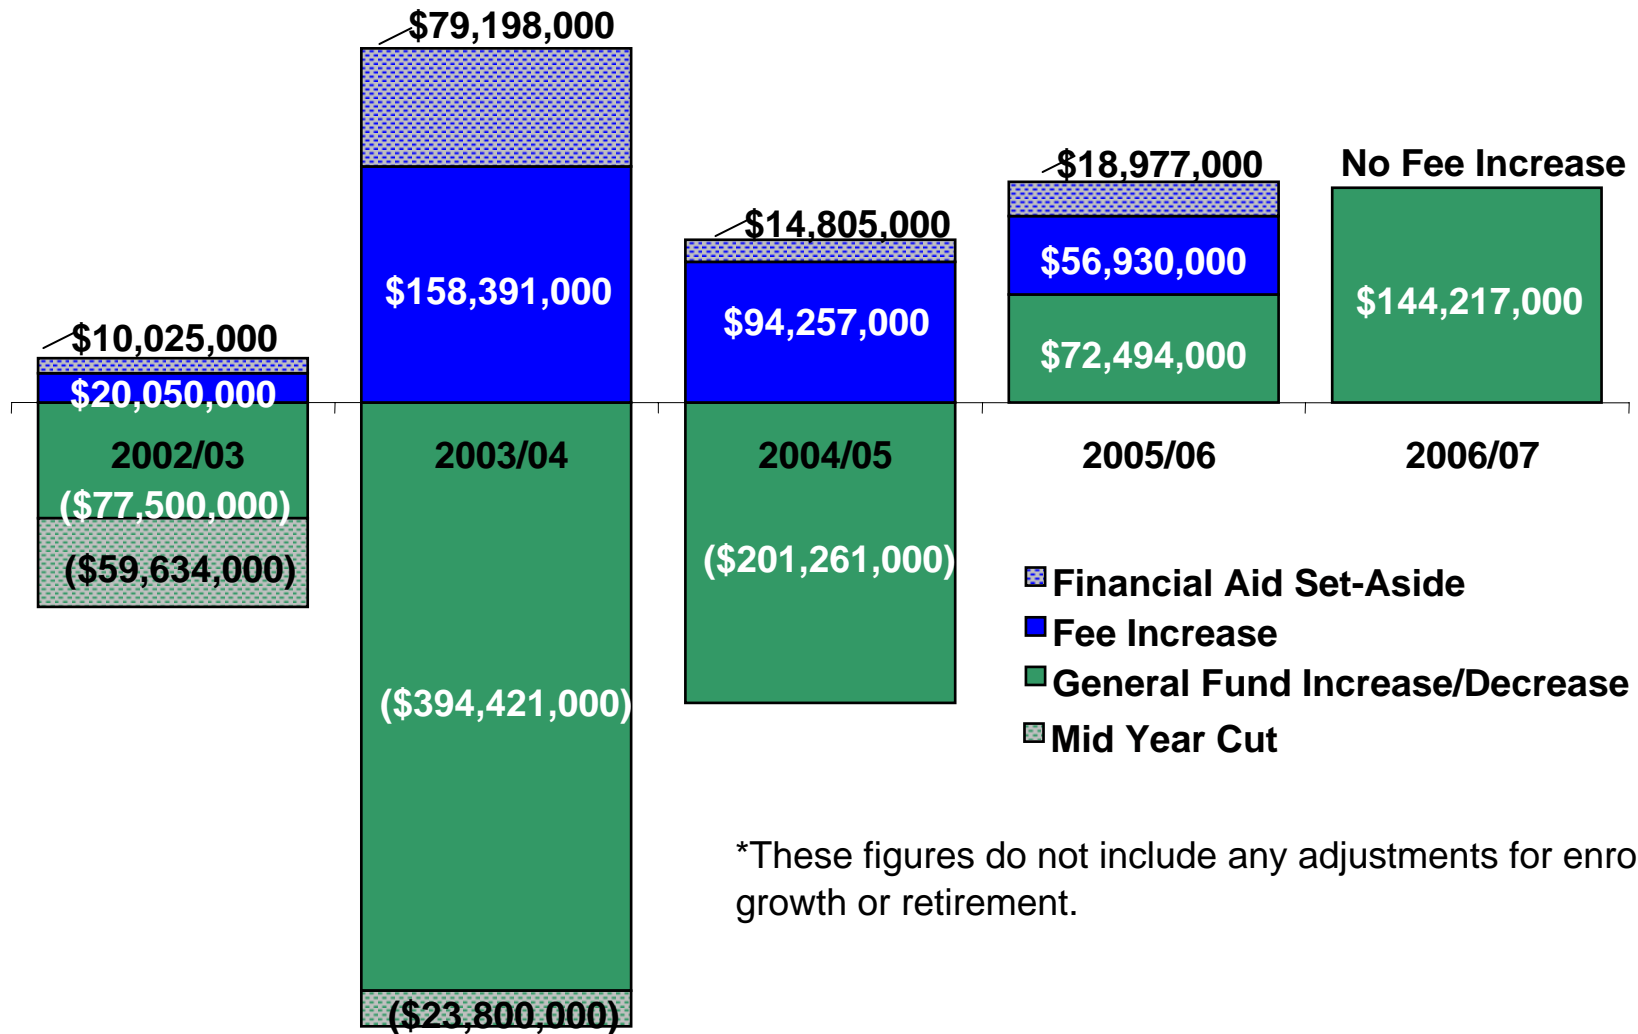 $79,198,000
$18,977,000
No Fee Increase
$14,805,000
$56,930,000
$158,391,000
$144,217,000
$94,257,000
$10,025,000
$72,494,000
$20,050,000
2002/03
2003/04
2004/05
2005/06
2006/07
($77,500,000)
($59,634,000)
($201,261,000)
($394,421,000)
($23,800,000)
Financial Aid Set-Aside
Fee Increase
General Fund Increase/Decrease
Mid Year Cut
*These figures do not include any adjustments for enro
growth or retirement.